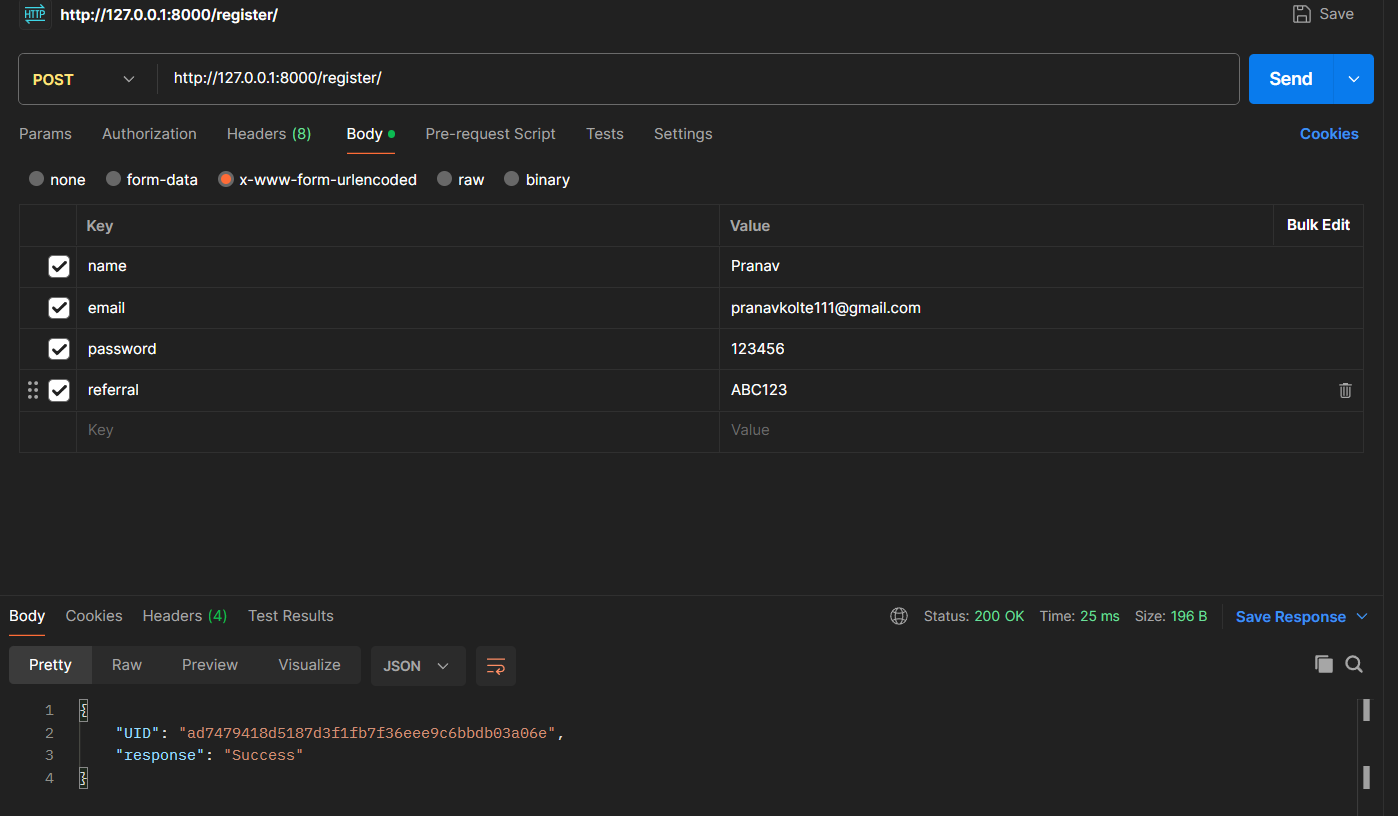 HTTP http://127.0.0.1:8000/register/ Save
POST http://127.0.0.1:8000/register/ Send
Params Authorization Headers (8) Body Pre-request Script Tests Settings Cookies
none form-data x-www-form-urlencoded raw binary
Key Value Bulk Edit
name Pranav
email pranavkolte111@gmail.com
password 123456
referral ABC123
Key Value
Body Cookies Headers (4) Test Results Status: 200 OK Time: 25 ms Size: 196 B Save Response
Pretty Raw Preview Visualize JSON
1 {
2 "UID": "ad7479418d5187d3f1fb7f36eee9c6bbdb03a06e",
3 "response": "Success"
4 }